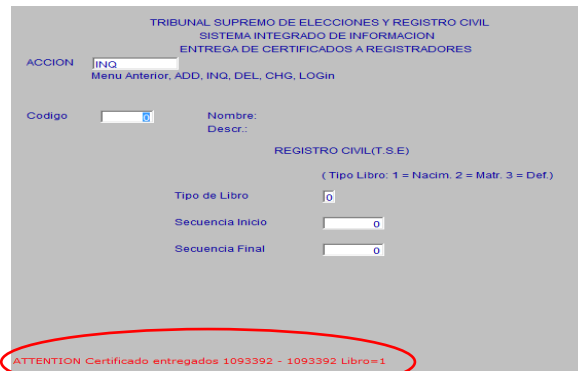 TRIBUNAL SUPREMO DE ELECCIONES Y REGISTRO CIVIL
SISTEMA INTEGRADO DE INFORMACION
ENTREGA DE CERTIFICADOS A REGISTRADORES
ACCION INQ
Menu Anterior, ADD, INQ, DEL, CHG, LOGin
Codigo 0 Nombre:
Descr.:
REGISTRO CIVIL(T.S.E)
( Tipo Libro: 1 = Nacim. 2 = Matr. 3 = Def.)
Tipo de Libro 0
Secuencia Inicio 0
Secuencia Final 0
ATTENTION Certificado entregados 1093392 - 1093392 Libro=1